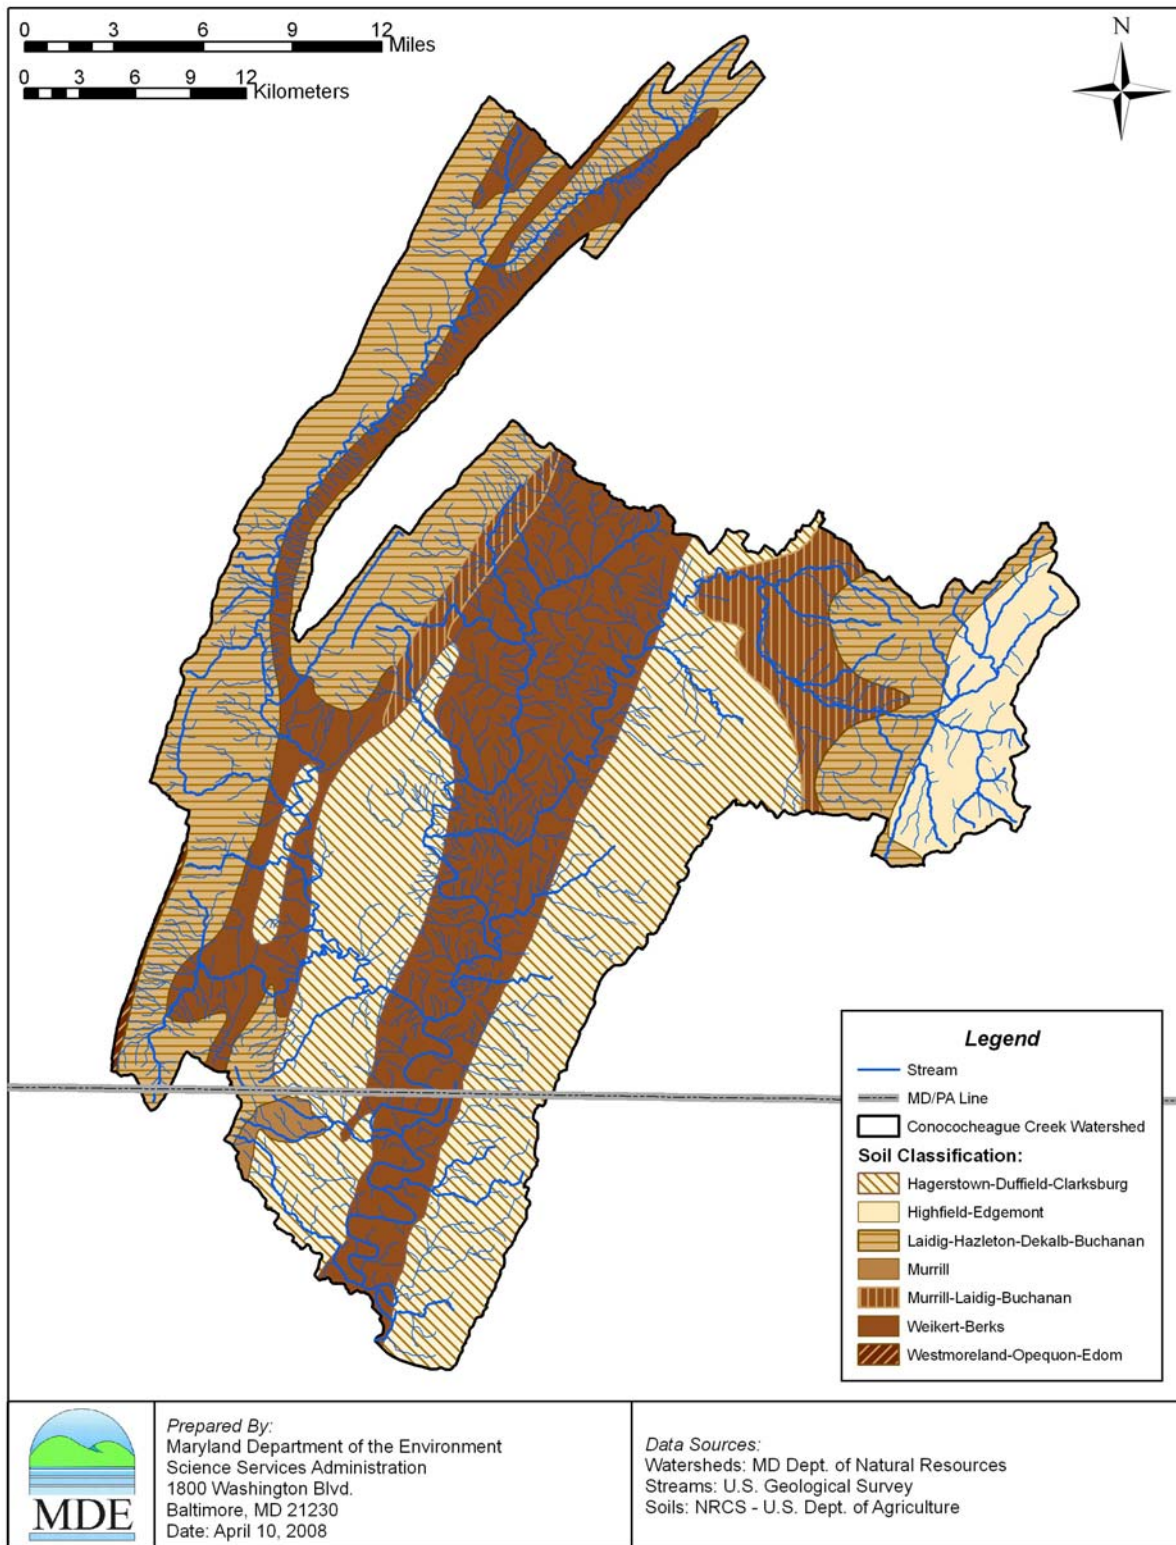 0 3 6 9 12
Miles
0 3 6 9 12
Kilometers
N
Legend
Stream
MD/PA Line
Conococheague Creek Watershed
Soil Classification:
Hagerstown-Duffield-Clarksburg
Highfield-Edgemont
Laidig-Hazleton-Dekalb-Buchanan
Murrill
Murrill-Laidig-Buchanan
Weikert-Berks
Westmoreland-Opequon-Edom
MDE
Prepared By:
Maryland Department of the Environment
Science Services Administration
1800 Washington Blvd.
Baltimore, MD 21230
Date: April 10, 2008
Data Sources:
Watersheds: MD Dept. of Natural Resources
Streams: U.S. Geological Survey
Soils: NRCS - U.S. Dept. of Agriculture